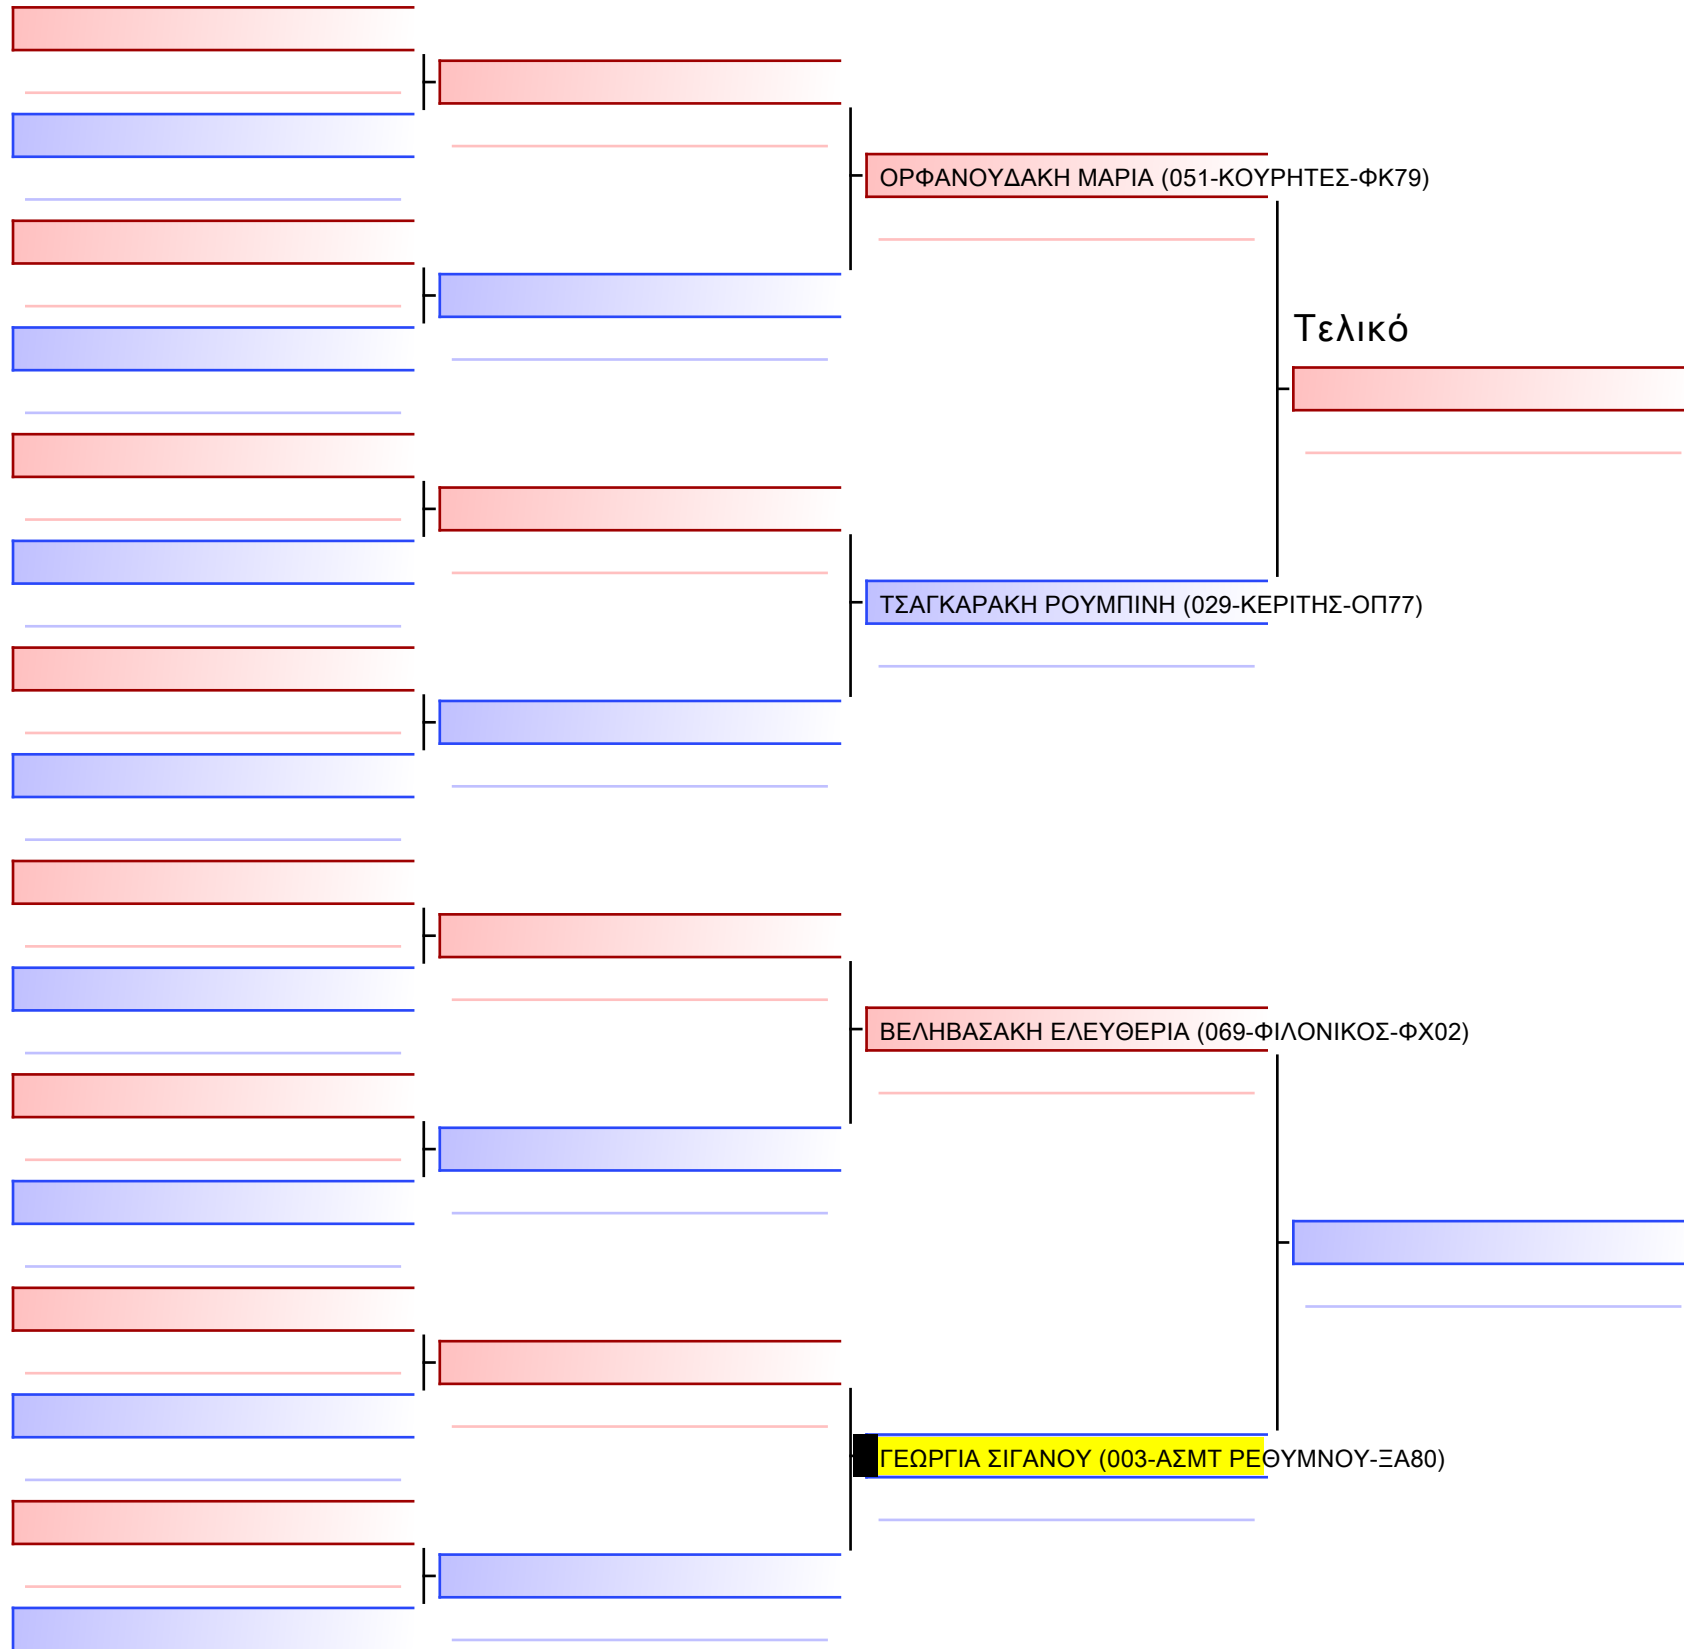 ΟΡΦΑΝΟΥΔΑΚΗ ΜΑΡΙΑ (051-ΚΟΥΡΗΤΕΣ-ΦΚ79)
Τελικό
ΤΣΑΓΚΑΡΑΚΗ ΡΟΥΜΠΙΝΗ (029-ΚΕΡΙΤΗΣ-ΟΠ77)
ΒΕΛΗΒΑΣΑΚΗ ΕΛΕΥΘΕΡΙΑ (069-ΦΙΛΟΝΙΚΟΣ-ΦΧ02)
ΓΕΩΡΓΙΑ ΣΙΓΑΝΟΥ (003-ΑΣΜΤ ΡΕΘΥΜΝΟΥ-ΞΑ80)